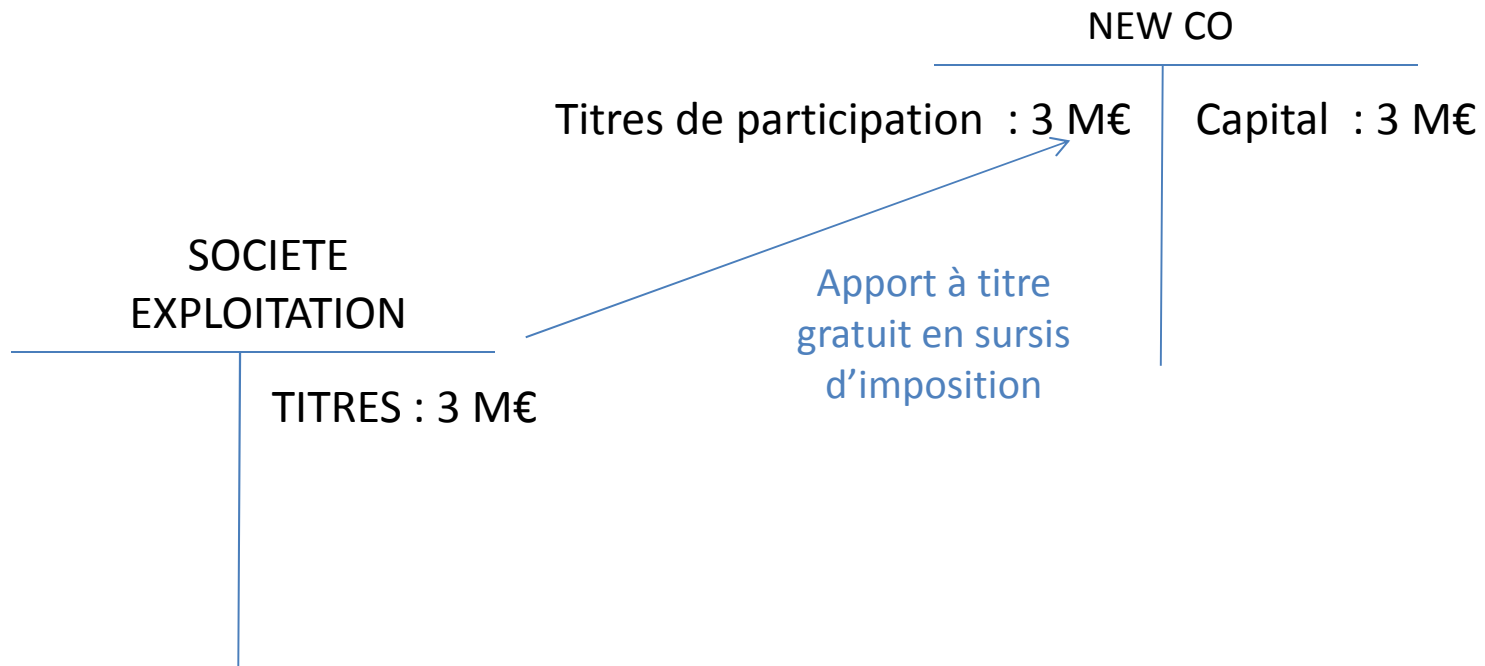 NEW CO
Titres de participation : 3 M€
Capital : 3 M€
SOCIETE
EXPLOITATION
Apport à titre
gratuit en sursis
d’imposition
TITRES : 3 M€